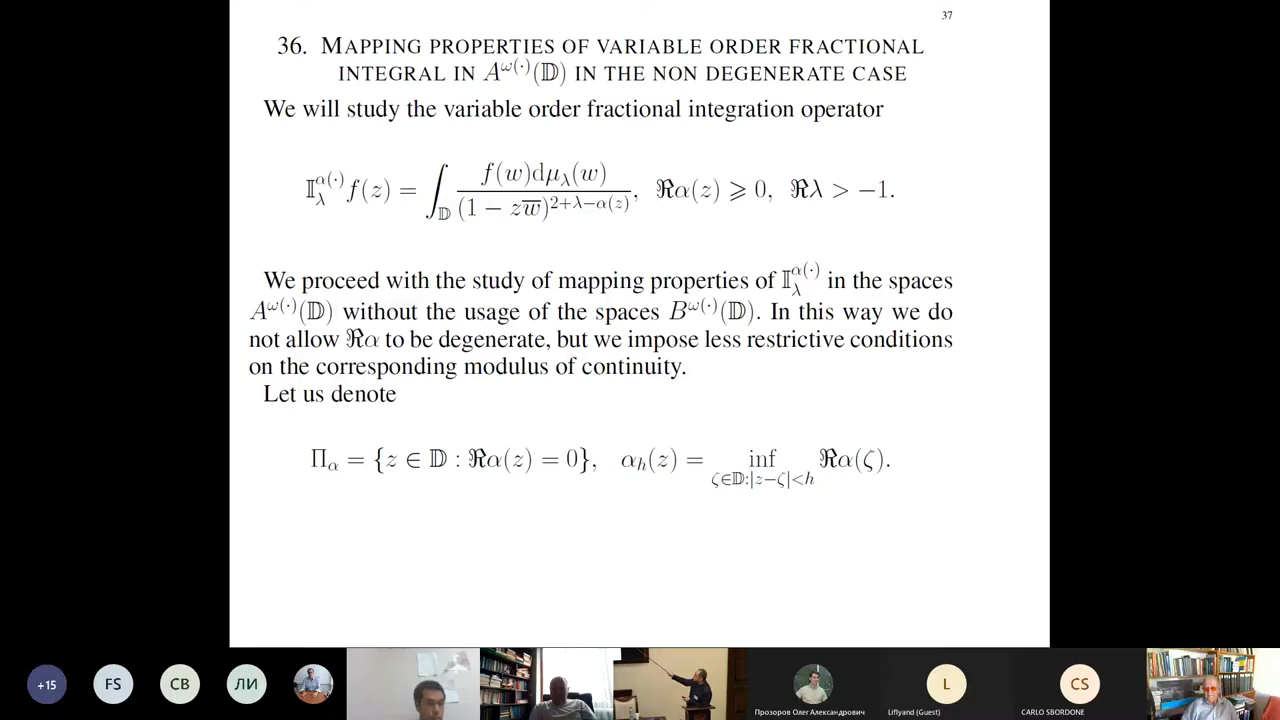 37
36. MAPPING PROPERTIES OF VARIABLE ORDER FRACTIONAL
INTEGRAL IN A^{ω(·)}(𝔻) IN THE NON DEGENERATE CASE
We will study the variable order fractional integration operator
𝕀_λ^{α(·)} f(z) = ∫_𝔻 f(w)dμ_λ(w) / (1 − z\overline{w})^{2+λ−α(z)}, ℜα(z) ⩾ 0, ℜλ > −1.
We proceed with the study of mapping properties of 𝕀_λ^{α(·)} in the spaces
A^{ω(·)}(𝔻) without the usage of the spaces B^{ω(·)}(𝔻). In this way we do
not allow ℜα to be degenerate, but we impose less restrictive conditions
on the corresponding modulus of continuity.
Let us denote
Π_α = {z ∈ 𝔻 : ℜα(z) = 0}, α_h(z) = inf_{ζ∈𝔻:|z−ζ|<h} ℜα(ζ).
+15
FS
СВ
ЛИ
Прозоров Олег Александрович
L
Liflyand (Guest)
CS
CARLO SBORDONE